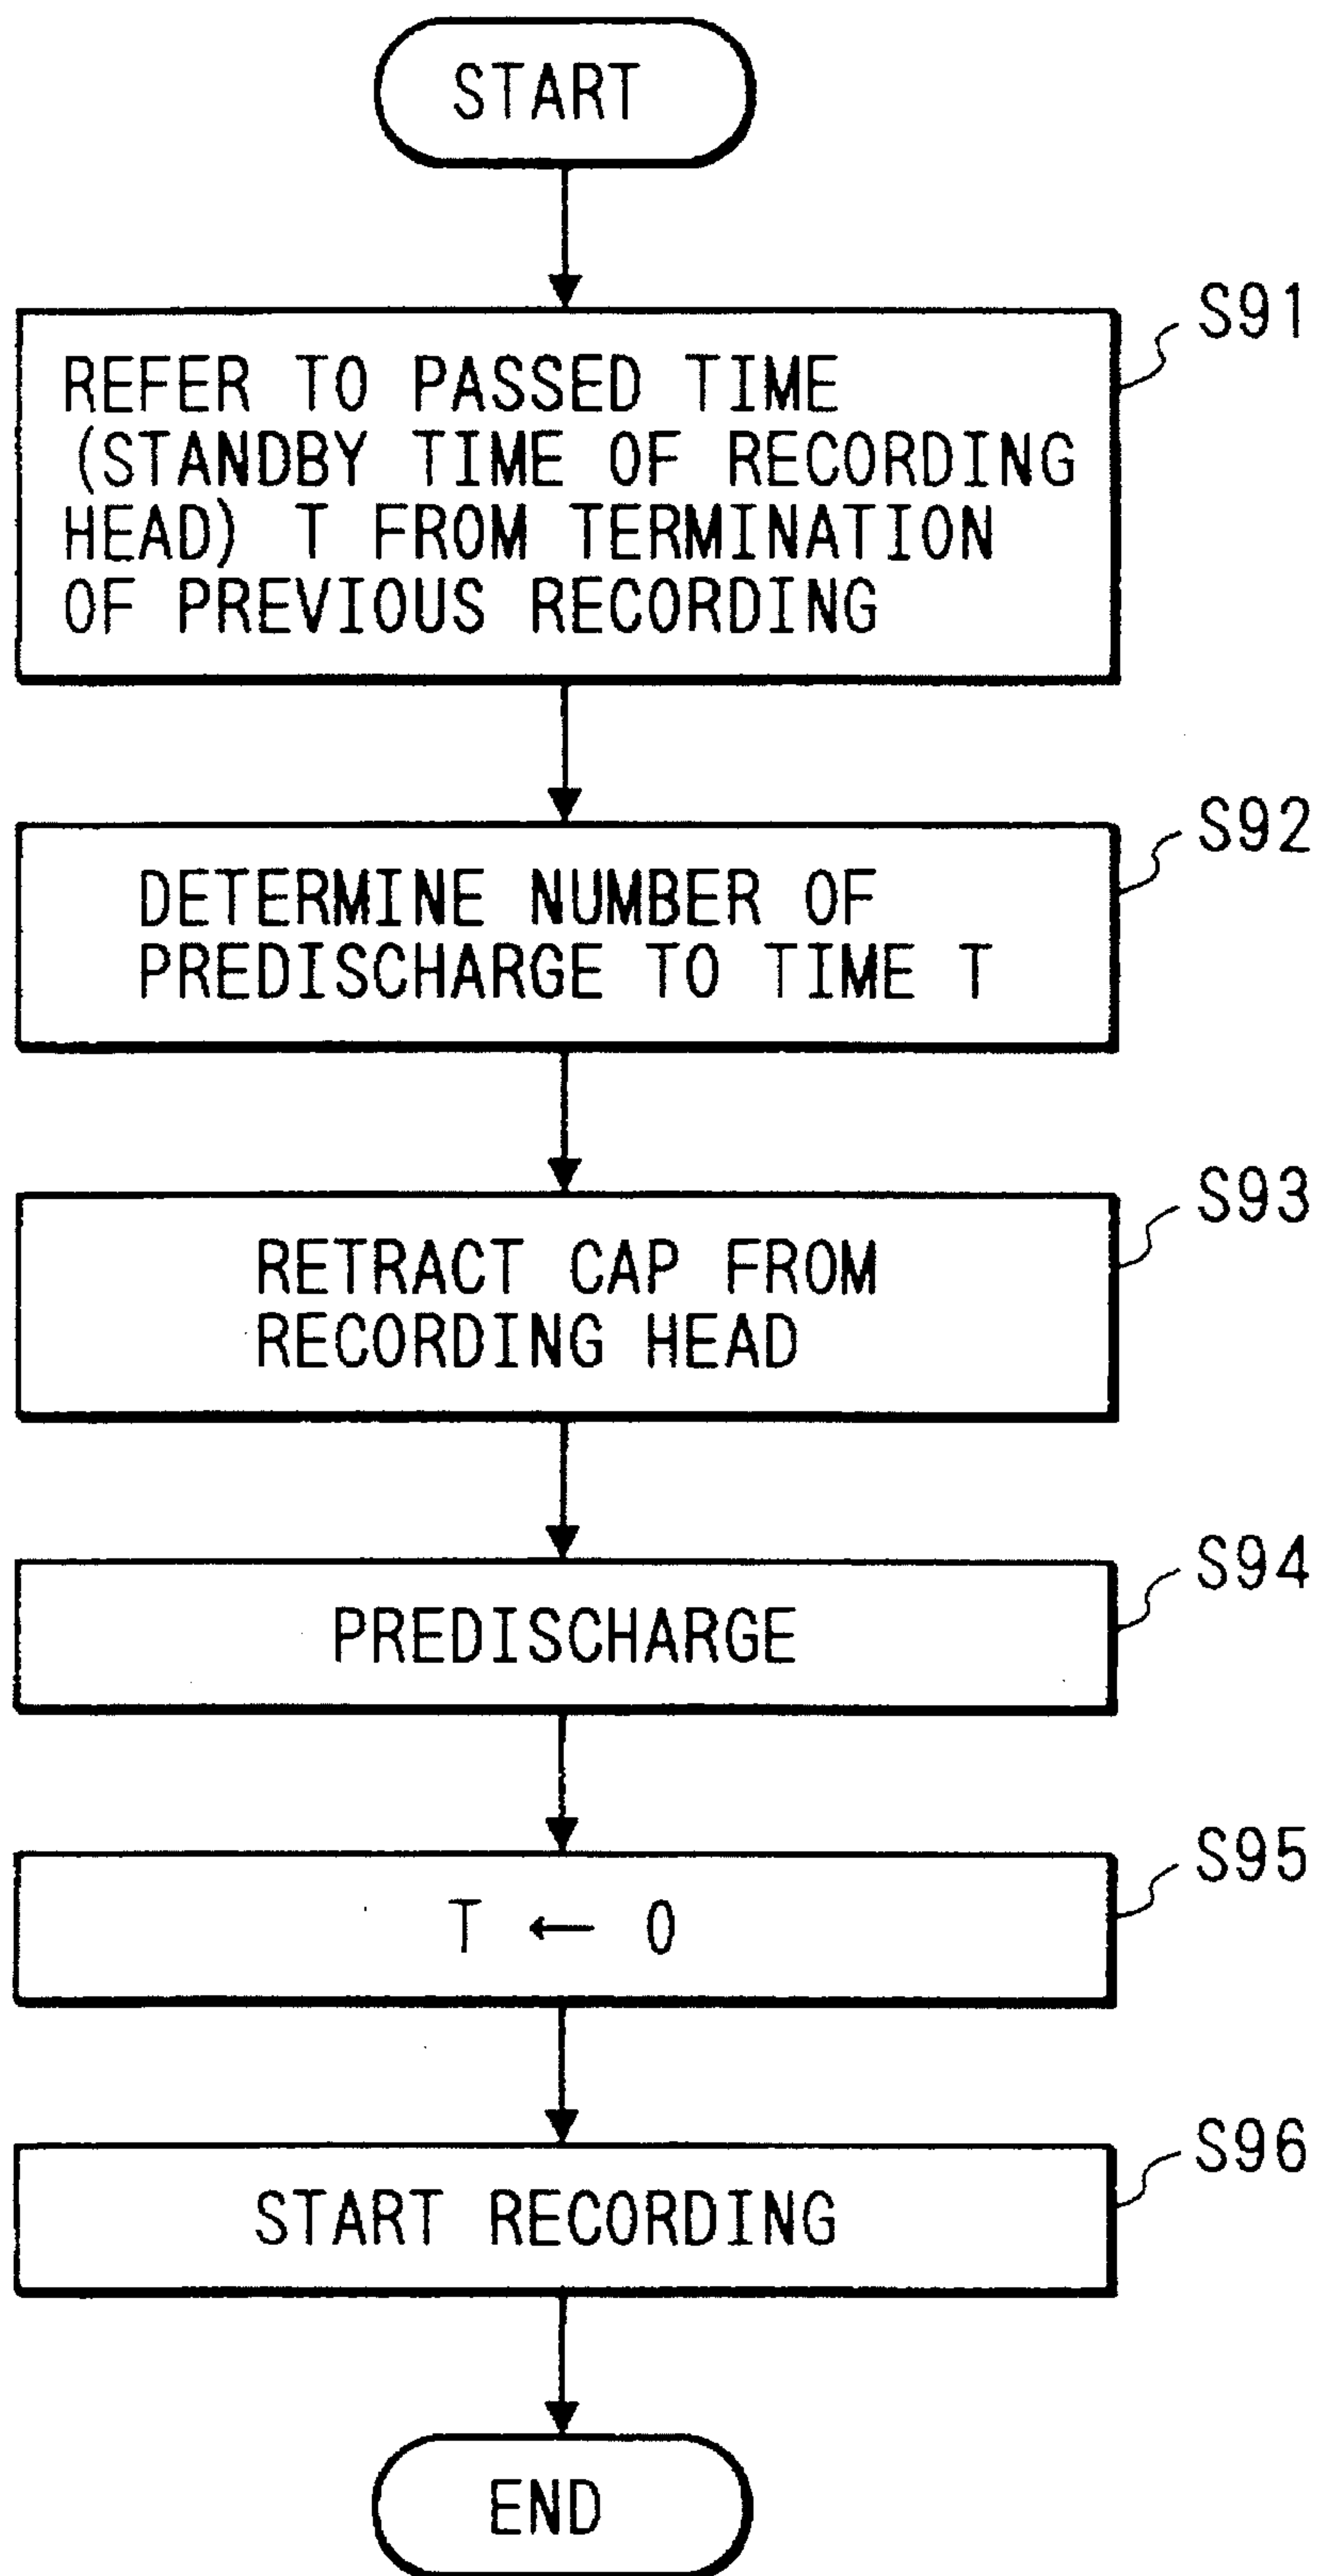 START
S91
REFER TO PASSED TIME
(STANDBY TIME OF RECORDING
HEAD) T FROM TERMINATION
OF PREVIOUS RECORDING
S92
DETERMINE NUMBER OF
PREDISCHARGE TO TIME T
S93
RETRACT CAP FROM
RECORDING HEAD
S94
PREDISCHARGE
S95
T ← 0
S96
START RECORDING
END